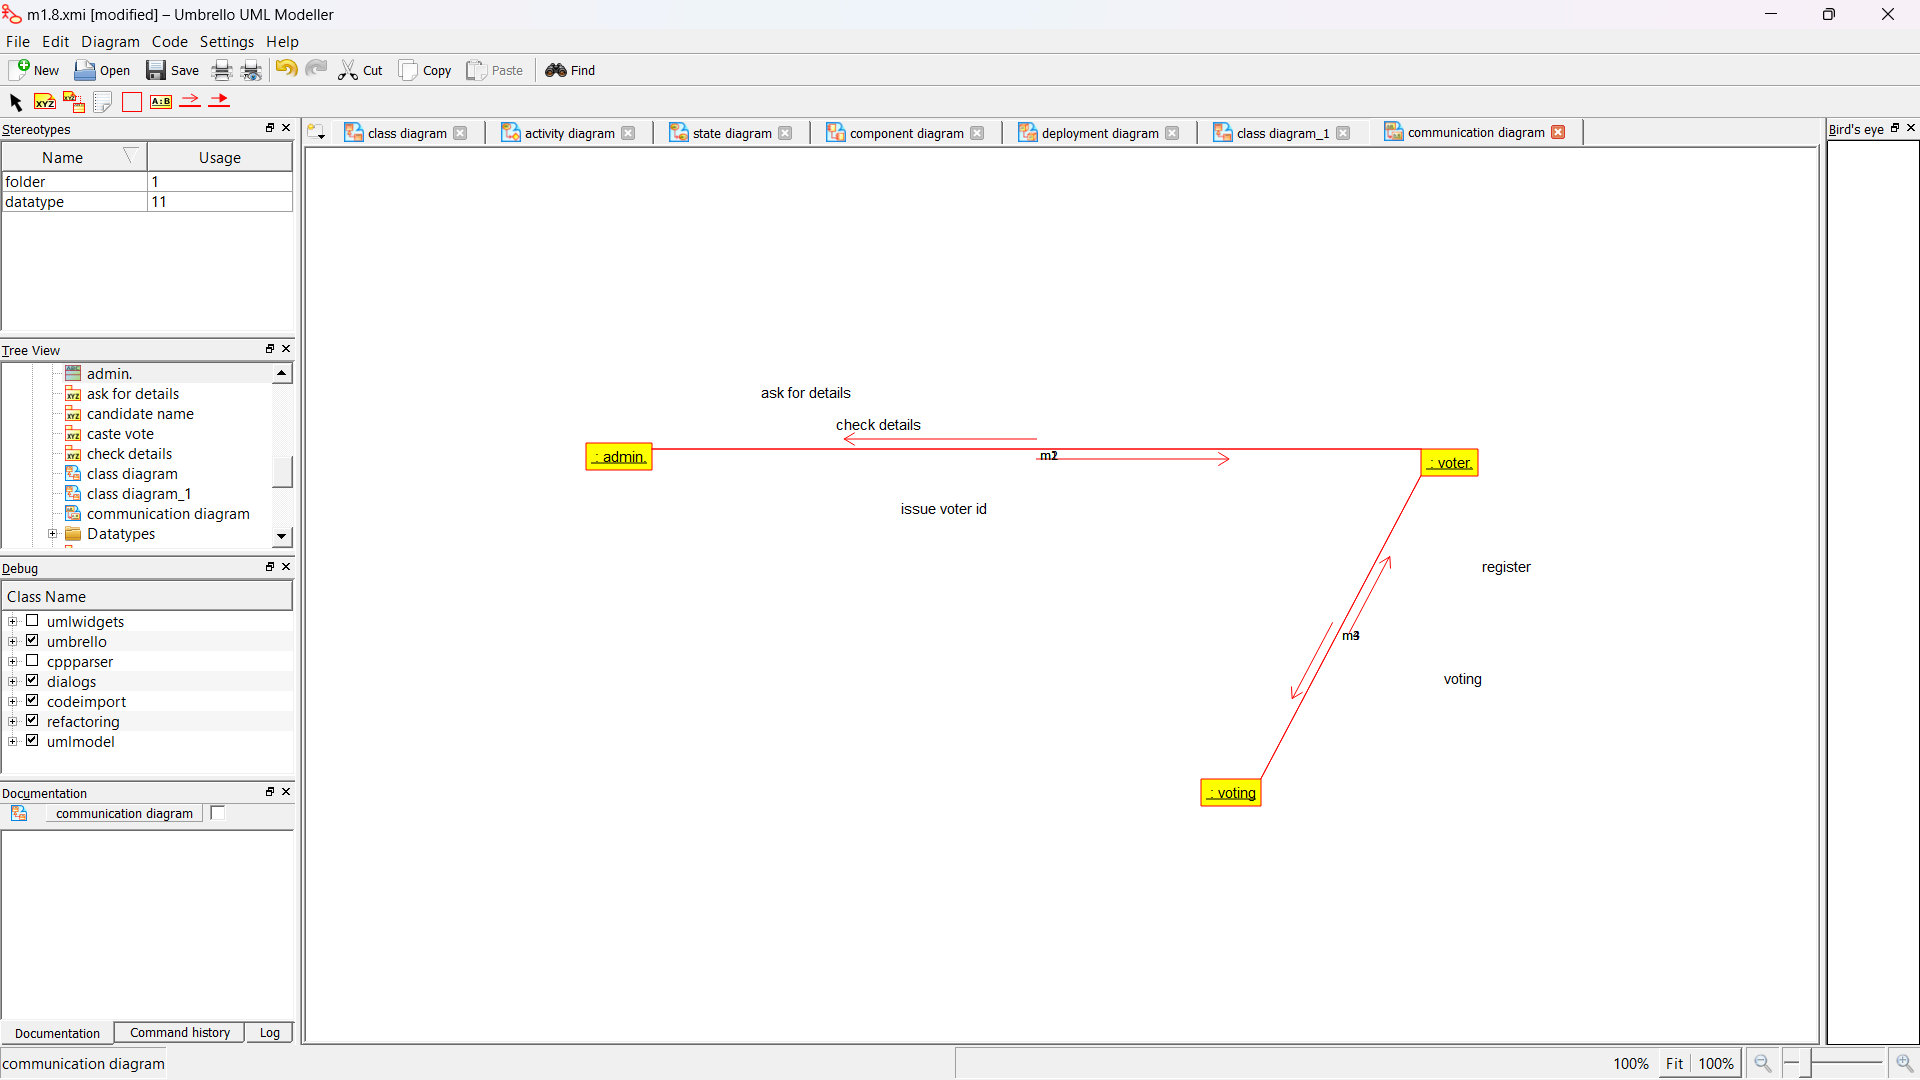 m1.8.xmi [modified] – Umbrello UML Modeller
File Edit Diagram Code Settings Help
New Open Save Cut Copy Paste Find
XYZ XYZ A:B
Stereotypes
Name Usage
folder 1
datatype 11
class diagram activity diagram state diagram component diagram deployment diagram class diagram_1 communication diagram
Bird's eye
Tree View
admin.
ask for details
candidate name
caste vote
check details
class diagram
class diagram_1
communication diagram
Datatypes
Debug
Class Name
umlwidgets
umbrello
cppparser
dialogs
codeimport
refactoring
umlmodel
Documentation
communication diagram
Documentation Command history Log
ask for details
check details
: admin.
: voter.
issue voter id
register
voting
: voting
communication diagram
100% Fit 100%